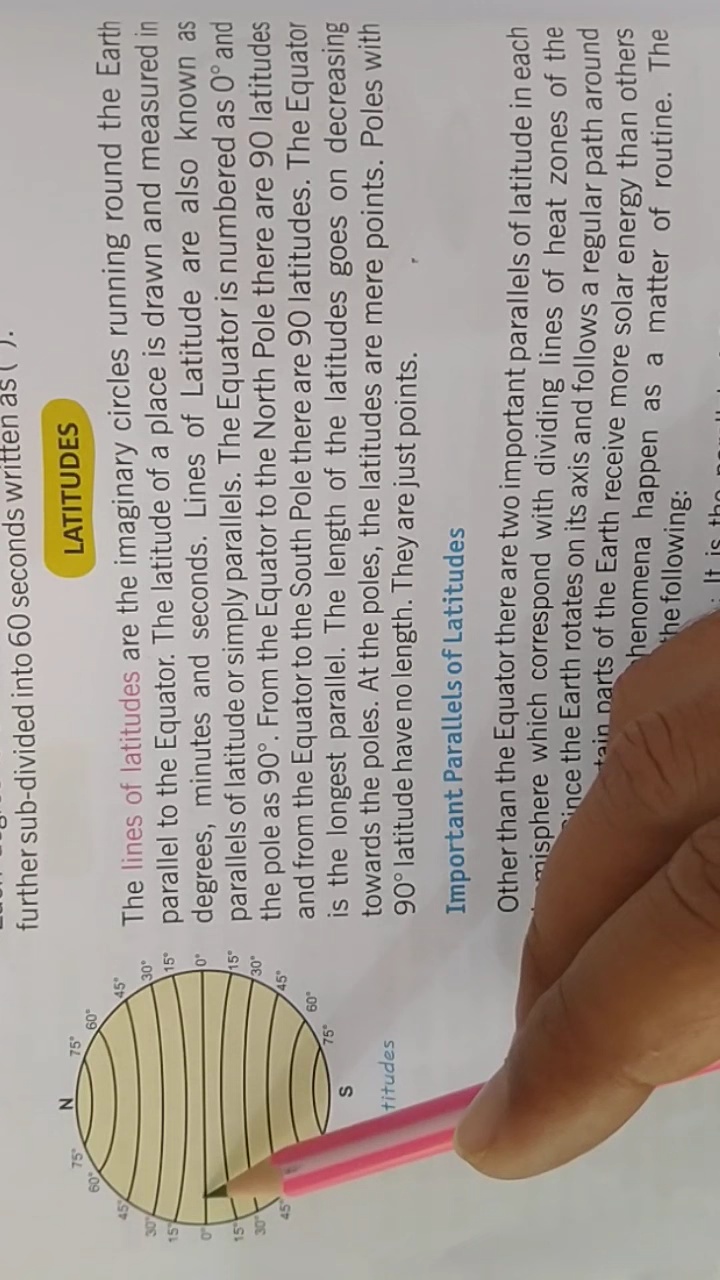 further sub-divided into 60 seconds written as ( ).
LATITUDES
The lines of latitudes are the imaginary circles running round the Earth
parallel to the Equator. The latitude of a place is drawn and measured in
degrees, minutes and seconds. Lines of Latitude are also known as
parallels of latitude or simply parallels. The Equator is numbered as 0° and
the pole as 90°. From the Equator to the North Pole there are 90 latitudes
and from the Equator to the South Pole there are 90 latitudes. The Equator
is the longest parallel. The length of the latitudes goes on decreasing
towards the poles. At the poles, the latitudes are mere points. Poles with
90° latitude have no length. They are just points.
Important Parallels of Latitudes
Other than the Equator there are two important parallels of latitude in each
misphere which correspond with dividing lines of heat zones of the
ince the Earth rotates on its axis and follows a regular path around
tain parts of the Earth receive more solar energy than others
henomena happen as a matter of routine. The
the following:
It is the
N
75° 75°
60° 60°
45° 45°
30° 30°
15° 15°
0° 0°
15° 15°
30° 30°
45° 45°
60°
75°
S
titudes